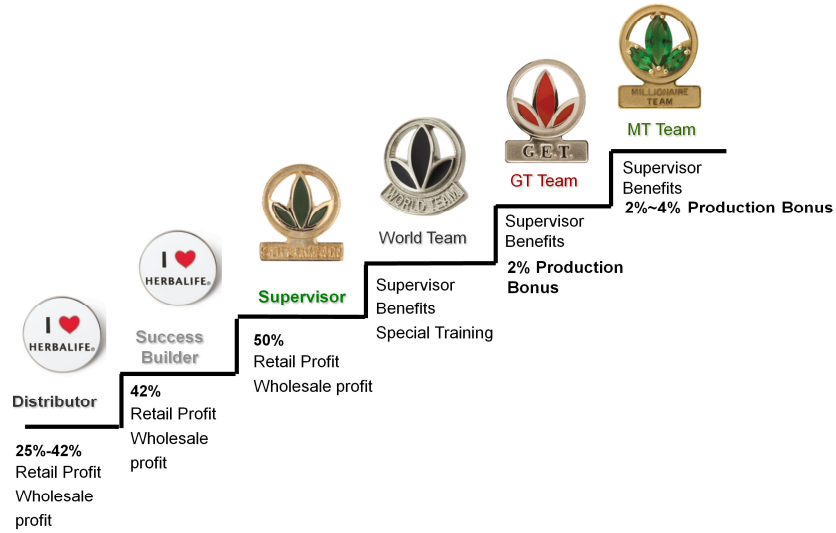 MILLIONAIRE
TEAM
MT Team
Supervisor
Benefits
2%~4% Production Bonus
G.E.T.
GT Team
Supervisor
Benefits
2% Production
Bonus
WORLD TEAM
World Team
Supervisor
Benefits
Special Training
Supervisor
50%
Retail Profit
Wholesale profit
I
HERBALIFE®
Success
Builder
42%
Retail Profit
Wholesale
profit
I
HERBALIFE®
Distributor
25%-42%
Retail Profit
Wholesale
profit